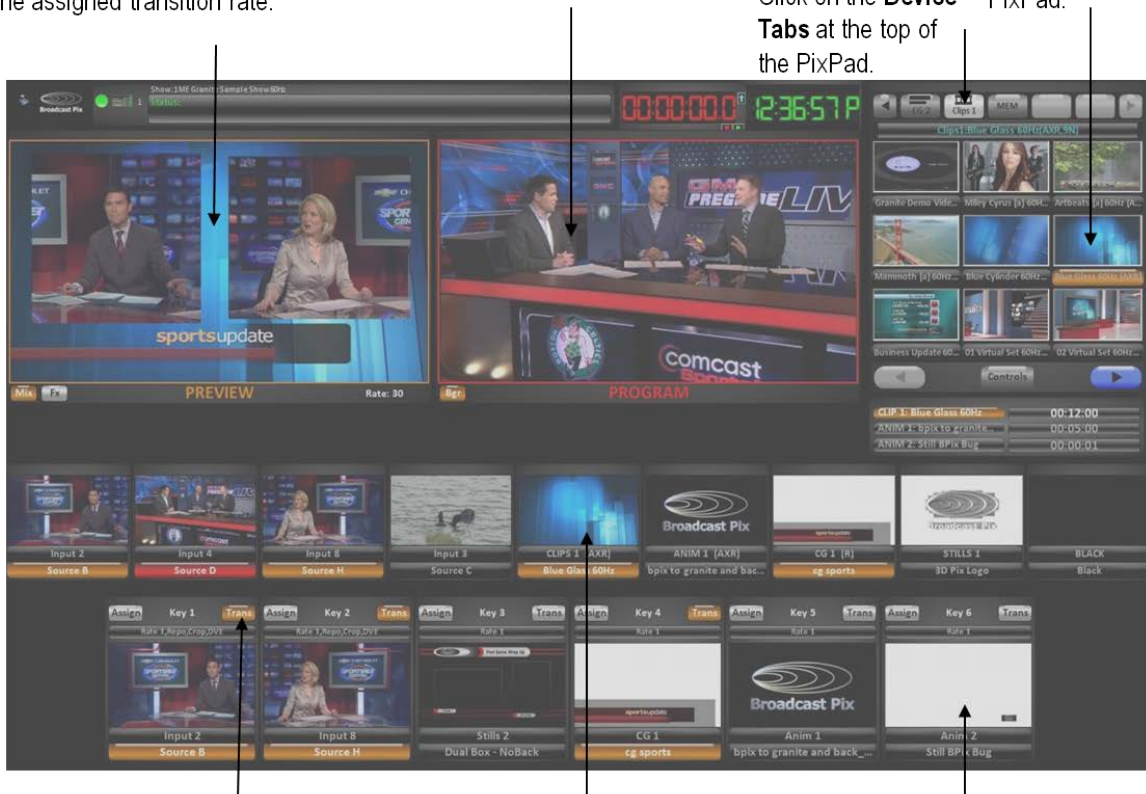 the assigned transition rate.
Click on the Device
Tabs at the top of
the PixPad.
PixPad.
Broadcast Pix
1
Show:1ME Granite Sample Show 60Hz
Status:
00:00:00.0
12:36:57 P
CG 2
Clips 1
MEM
Clips1:Blue Glass 60Hz(AXR,9N)
Granite Demo Vide...
Miley Cyrus [a] 60H...
Artbeats [a] 60Hz [A...
Mammoth [a] 60Hz...
Blue Cylinder 60Hz...
Blue Glass 60Hz [AXR]
Business Update 60...
01 Virtual Set 60Hz...
02 Virtual Set 60Hz...
Controls
sportsupdate
PREGAME LIVE
Comcast
Mix
Fx
PREVIEW
Rate: 30
Bgr
PROGRAM
CLIP 1: Blue Glass 60Hz
00:12:00
ANIM 1: bpix to granite...
00:05:00
ANIM 2: Still BPix Bug
00:00:01
Broadcast Pix
Broadcast Pix
Input 2
Input 4
Input 8
Input 3
CLIPS 1 [AXR]
ANIM 1 [AXR]
CG 1 (R)
STILLS 1
BLACK
Source B
Source D
Source H
Source C
Blue Glass 60Hz
bpix to granite and bac...
cg sports
3D Pix Logo
Black
Assign Key 1 Trans
Assign Key 2 Trans
Assign Key 3 Trans
Assign Key 4 Trans
Assign Key 5 Trans
Assign Key 6 Trans
Rate 1,Repo,Crop,DVE
Rate 1,Repo,Crop,DVE
Rate 1
Rate 1
Rate 1
Rate 1
Post Game Wrap Up
sportsupdate
Broadcast Pix
Input 2
Input 8
Stills 2
CG 1
Anim 1
Anim 2
Source B
Source H
Dual Box - NoBack
cg sports
bpix to granite and back_...
Still BPix Bug